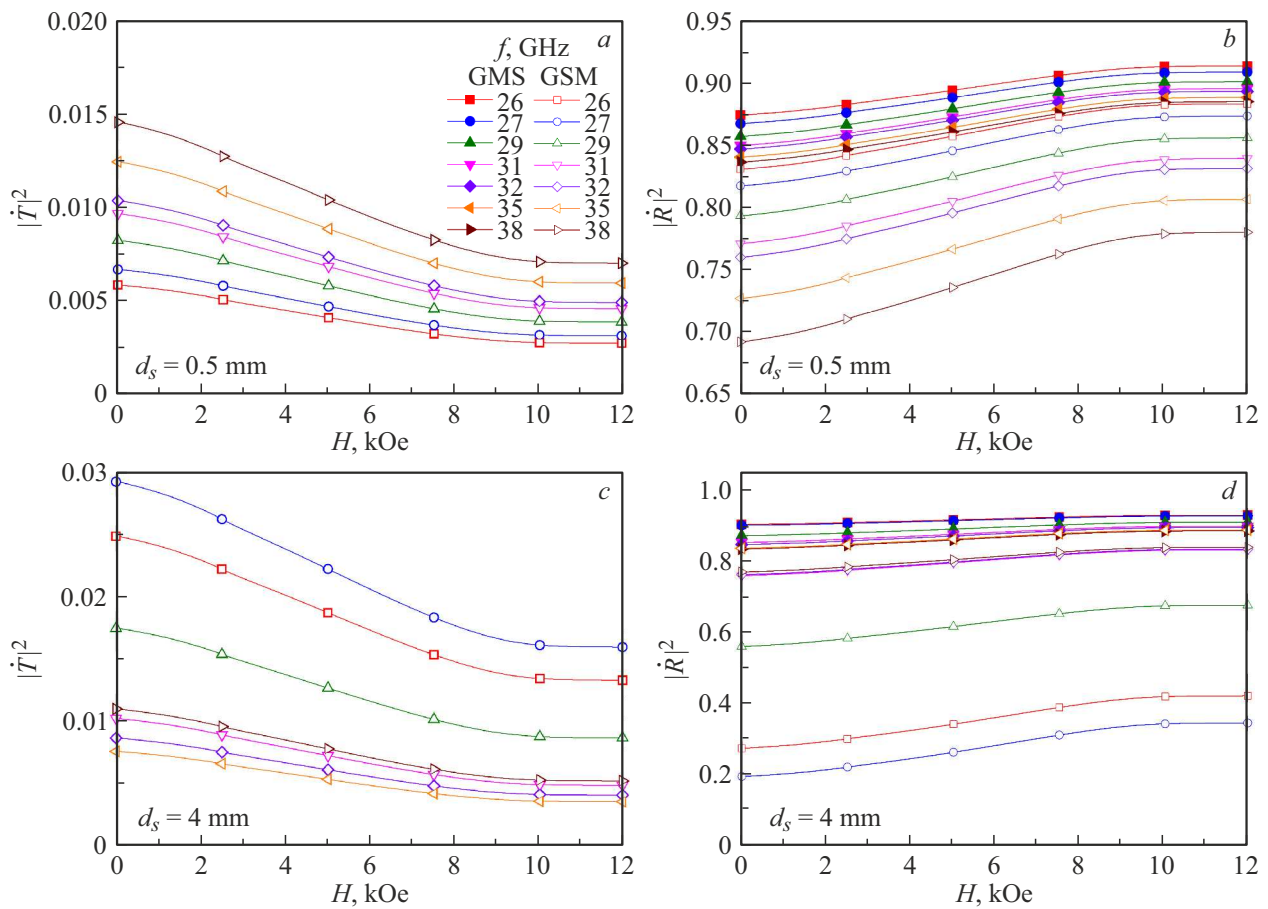 a
f, GHz
GMS GSM
26 26
27 27
29 29
31 31
32 32
35 35
38 38
0.020
0.015
0.010
0.005
0
|Ṫ|²
d_s = 0.5 mm
0 2 4 6 8 10 12
H, kOe
b
0.95
0.90
0.85
0.80
0.75
0.70
0.65
|Ṙ|²
d_s = 0.5 mm
0 2 4 6 8 10 12
H, kOe
c
0.03
0.02
0.01
0
|Ṫ|²
d_s = 4 mm
0 2 4 6 8 10 12
H, kOe
d
1.0
0.8
0.6
0.4
0.2
0
|Ṙ|²
d_s = 4 mm
0 2 4 6 8 10 12
H, kOe